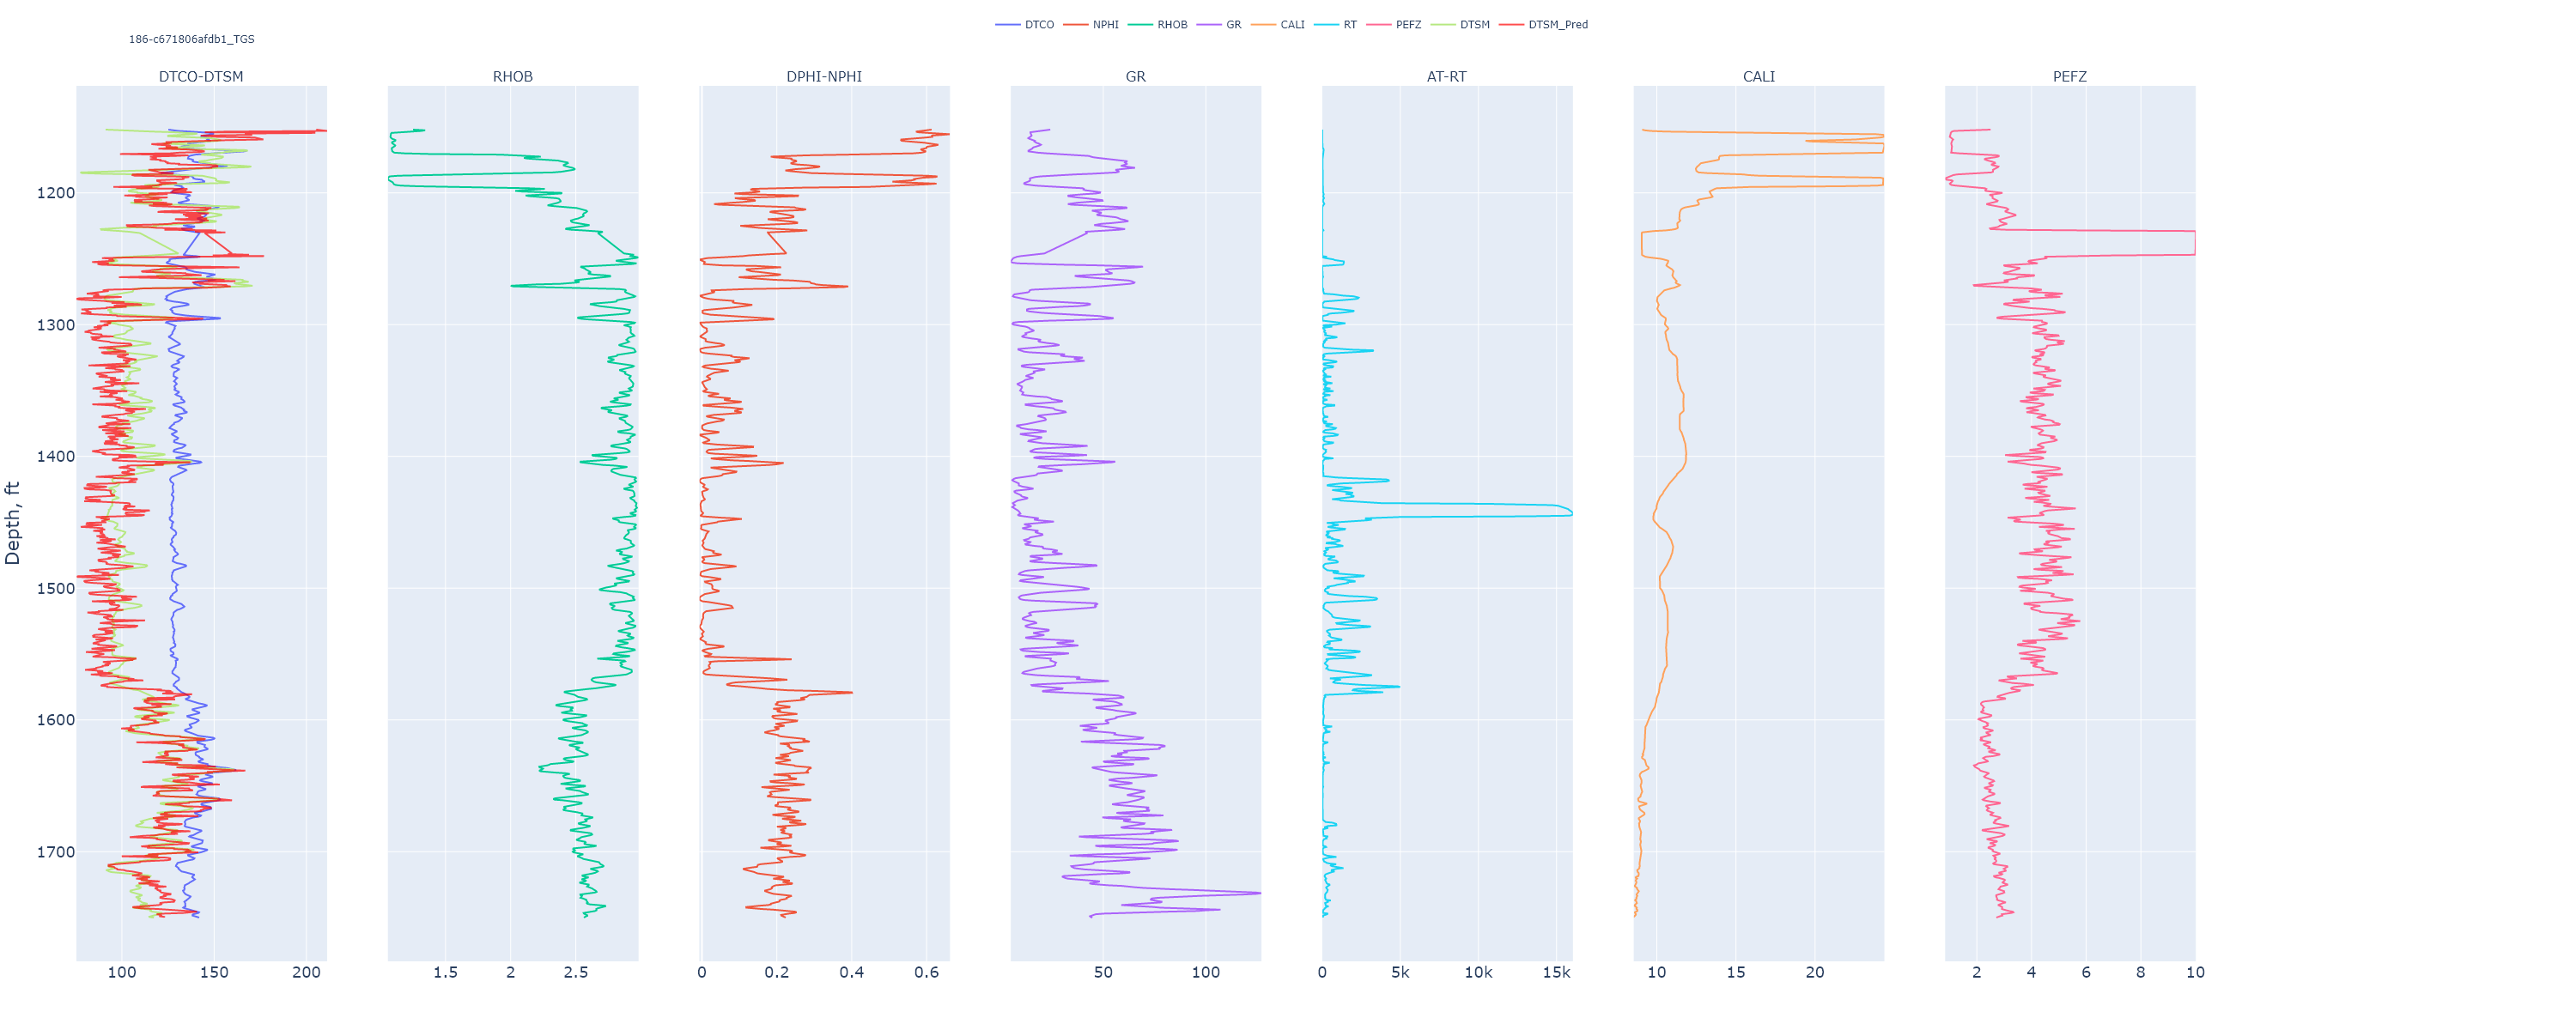 DTCO NPHI RHOB GR CALI RT PEFZ DTSM DTSM_Pred
186-c671806afdb1_TGS
DTCO-DTSM RHOB DPHI-NPHI GR AT-RT CALI PEFZ
Depth, ft
1200
1300
1400
1500
1600
1700
100 150 200 1.5 2 2.5 0 0.2 0.4 0.6 50 100 0 5k 10k 15k 10 15 20 2 4 6 8 10